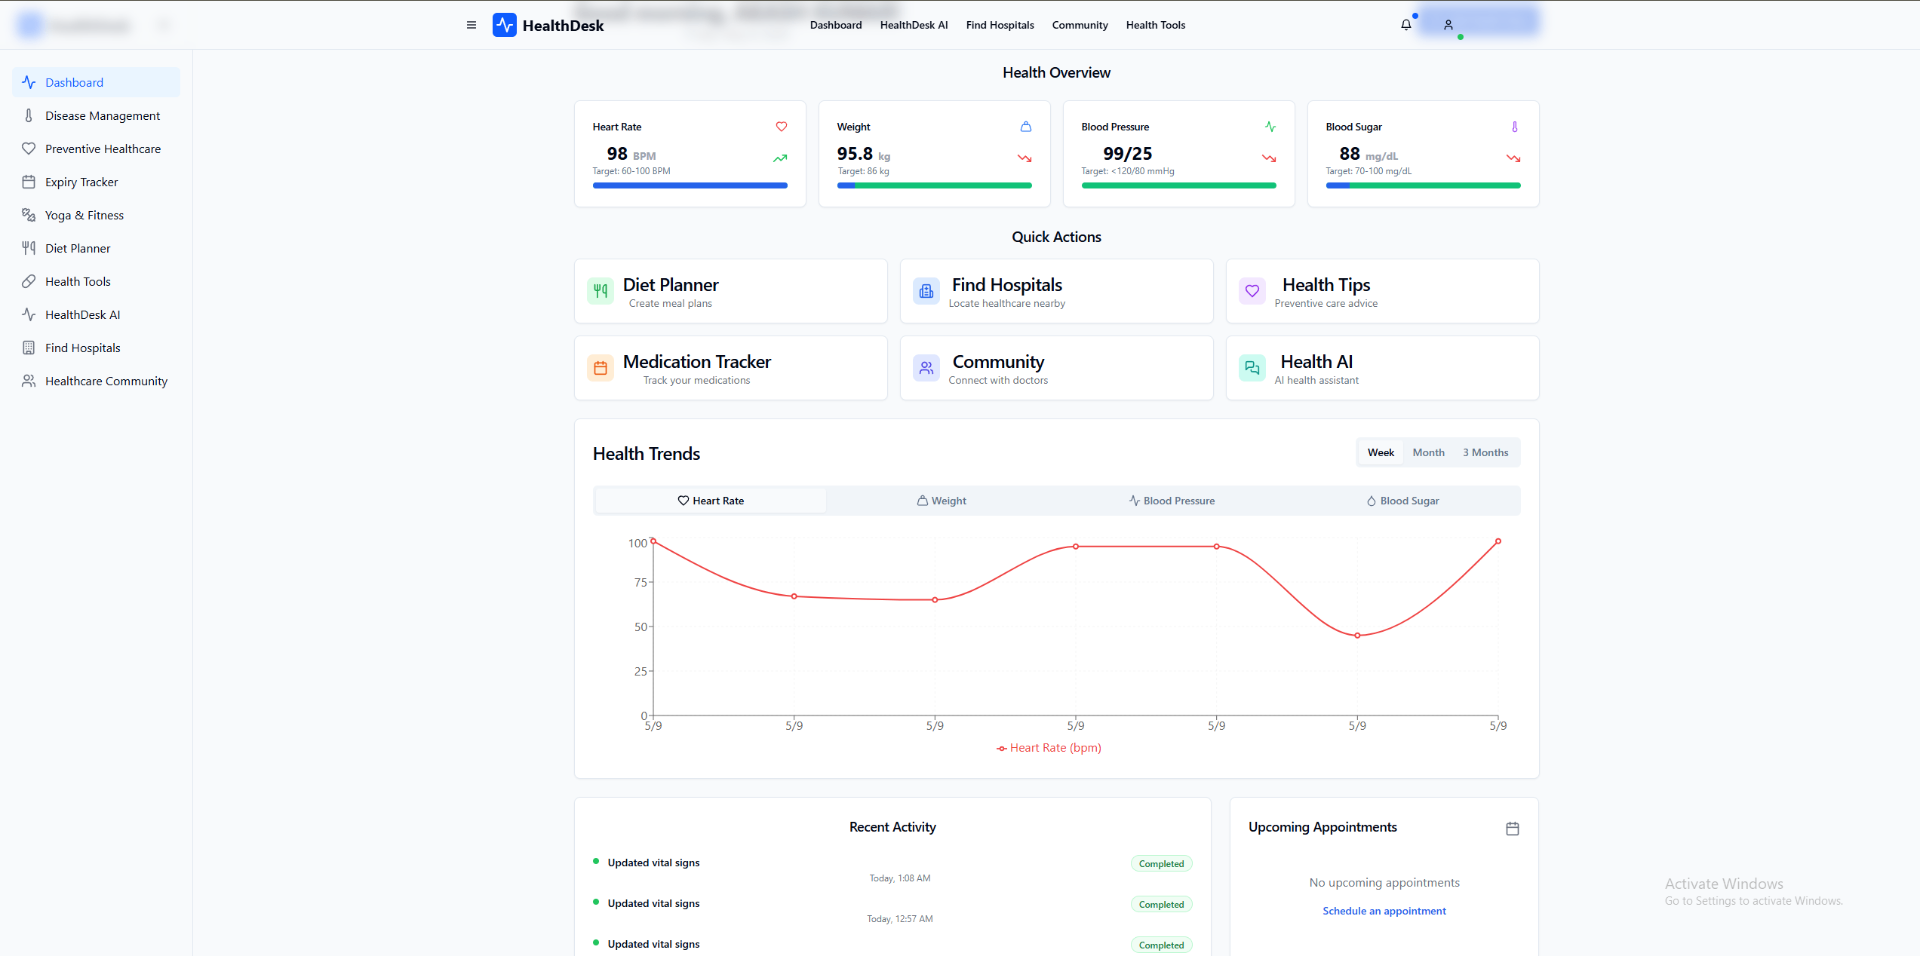 HealthDesk
Dashboard
HealthDesk AI
Find Hospitals
Community
Health Tools
Dashboard
Disease Management
Preventive Healthcare
Expiry Tracker
Yoga & Fitness
Diet Planner
Health Tools
HealthDesk AI
Find Hospitals
Healthcare Community
Health Overview
Heart Rate
98 BPM
Target: 60-100 BPM
Weight
95.8 kg
Target: 86 kg
Blood Pressure
99/25
Target: <120/80 mmHg
Blood Sugar
88 mg/dL
Target: 70-100 mg/dL
Quick Actions
Diet Planner
Create meal plans
Find Hospitals
Locate healthcare nearby
Health Tips
Preventive care advice
Medication Tracker
Track your medications
Community
Connect with doctors
Health AI
AI health assistant
Health Trends
Week
Month
3 Months
Heart Rate
Weight
Blood Pressure
Blood Sugar
100
75
50
25
0
5/9
5/9
5/9
5/9
5/9
5/9
5/9
Heart Rate (bpm)
Recent Activity
Updated vital signs
Completed
Today, 1:08 AM
Updated vital signs
Completed
Today, 12:57 AM
Updated vital signs
Completed
Upcoming Appointments
No upcoming appointments
Schedule an appointment
Activate Windows
Go to Settings to activate Windows.